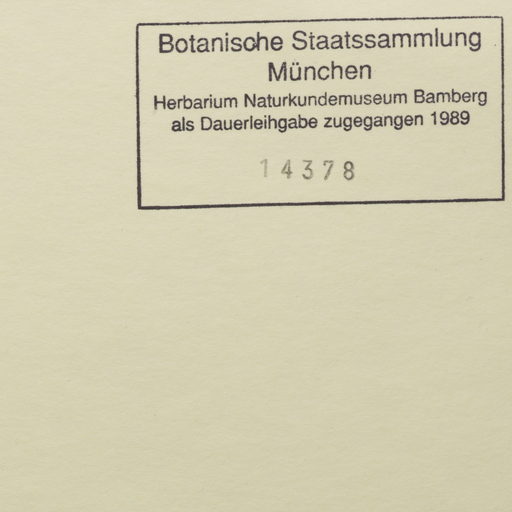 Botanische Staatssammlung
München
Herbarium Naturkundemuseum Bamberg
als Dauerleihgabe zugegangen 1989
14378